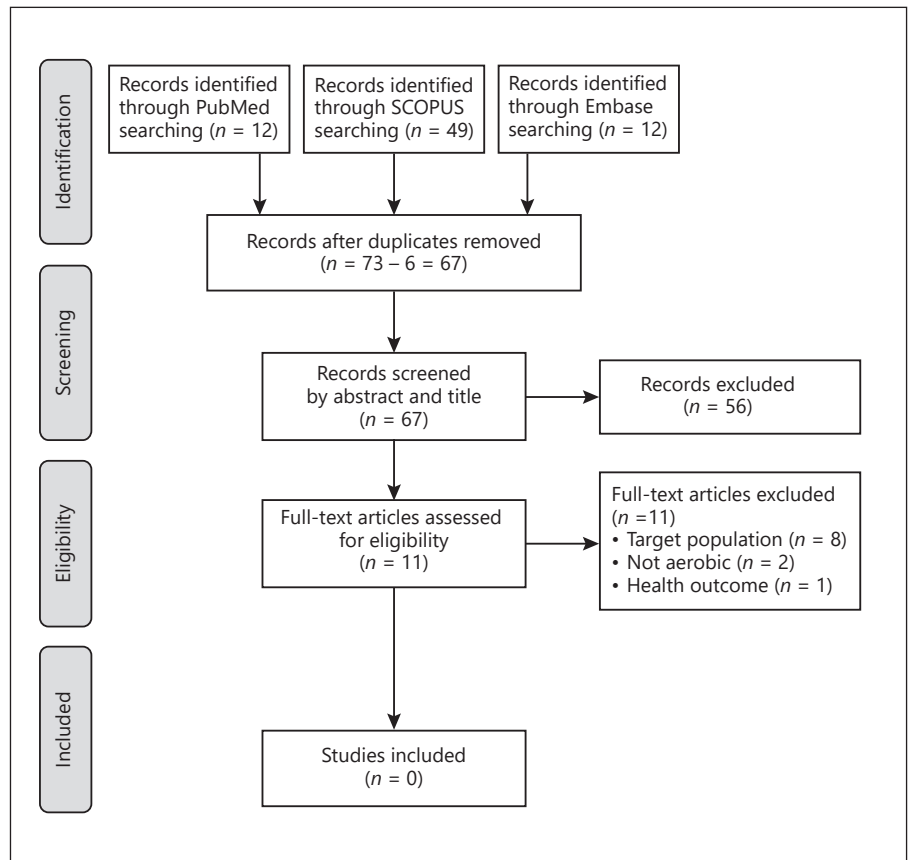 Identification
Records identified
through PubMed
searching (n = 12)
Records identified
through SCOPUS
searching (n = 49)
Records identified
through Embase
searching (n = 12)
Records after duplicates removed
(n = 73 – 6 = 67)
Screening
Records screened
by abstract and title
(n = 67)
Records excluded
(n = 56)
Eligibility
Full-text articles assessed
for eligibility
(n = 11)
Full-text articles excluded
(n =11)
• Target population (n = 8)
• Not aerobic (n = 2)
• Health outcome (n = 1)
Included
Studies included
(n = 0)